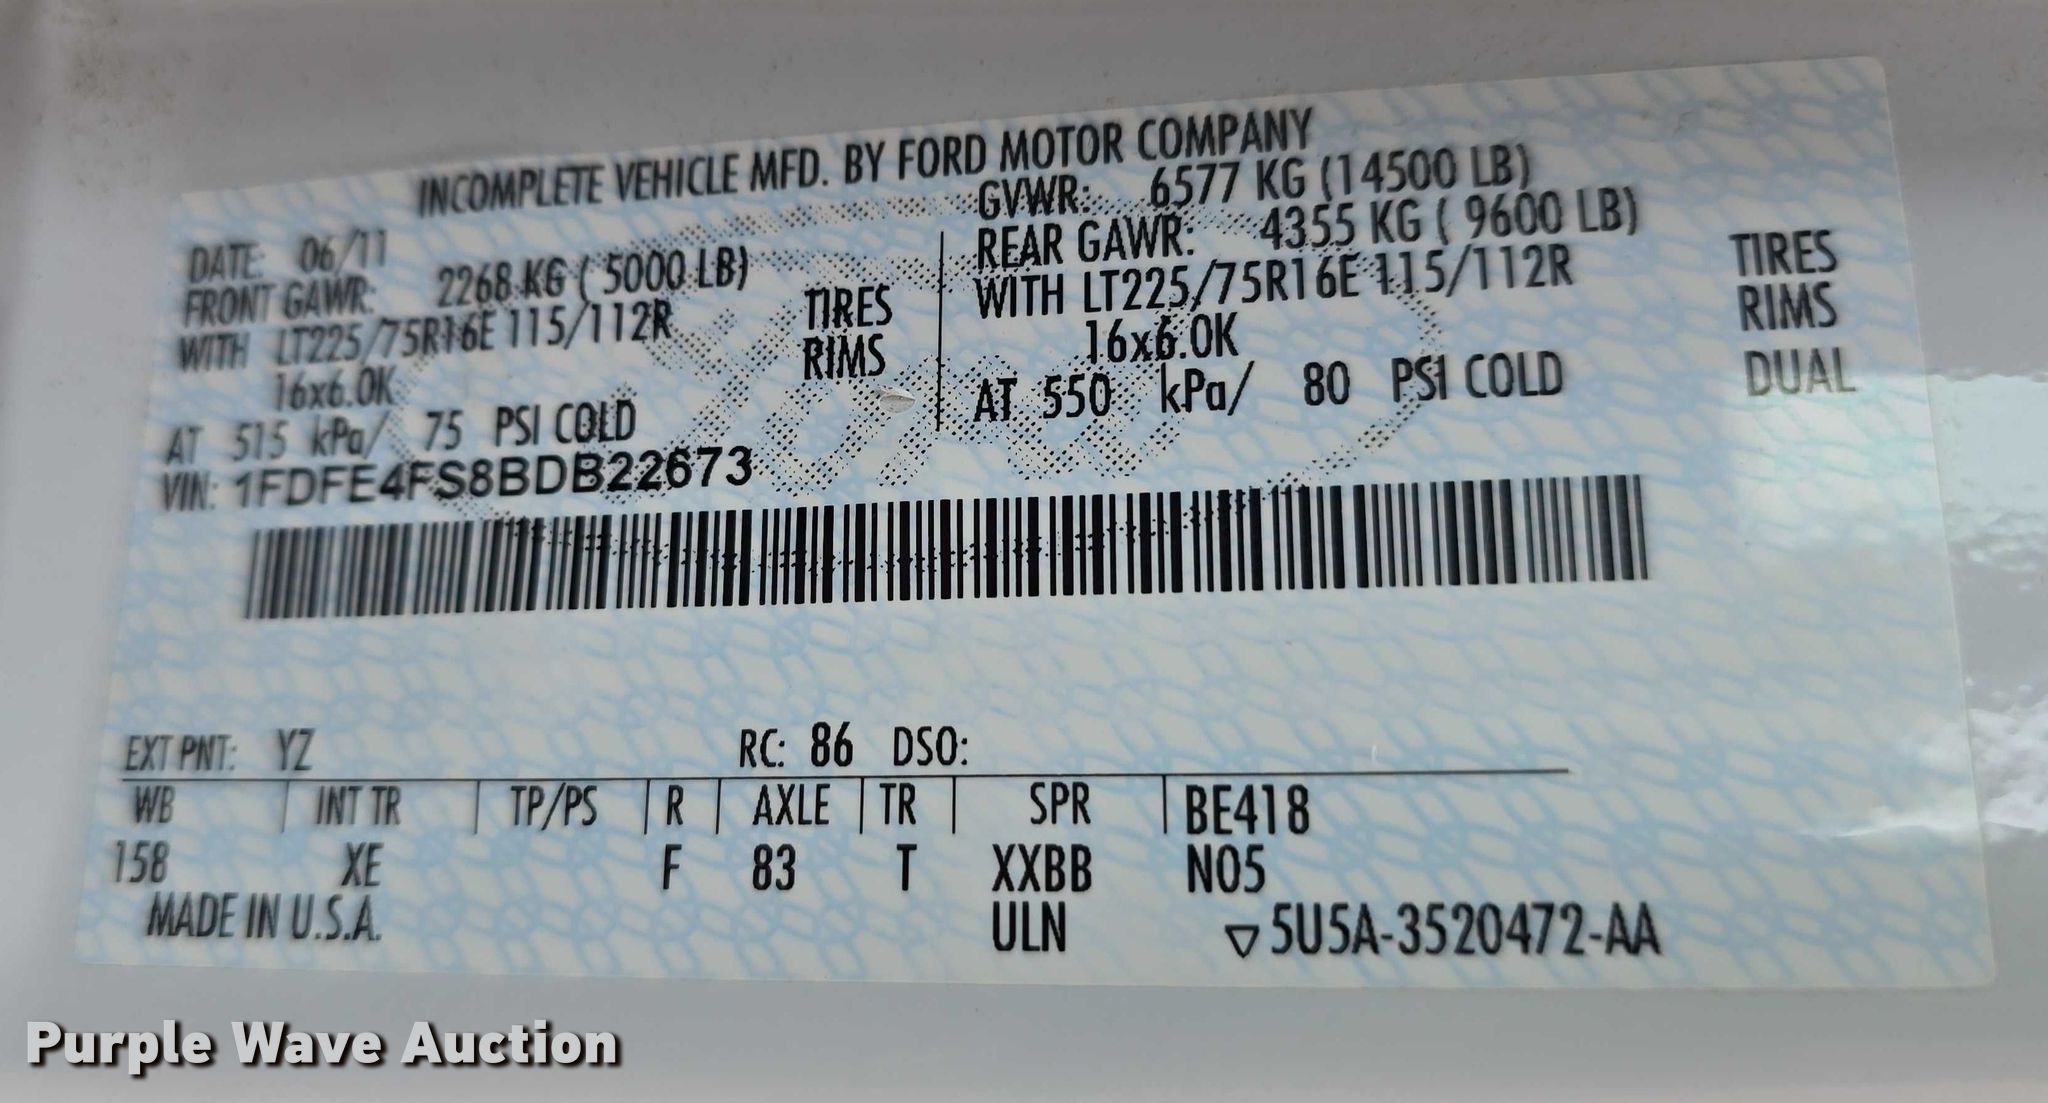 INCOMPLETE VEHICLE MFD. BY FORD MOTOR COMPANY
DATE: 06/11
GVWR: 6577 KG (14500 LB)
FRONT GAWR: 2268 KG ( 5000 LB)
WITH LT225/75R16E 115/112R TIRES
16x6.0K RIMS
AT 515 kPa/ 75 PSI COLD
REAR GAWR: 4355 KG ( 9600 LB)
WITH LT225/75R16E 115/112R TIRES
16x6.0K RIMS
AT 550 kPa/ 80 PSI COLD DUAL
VIN: 1FDFE4FS8BDB22673
EXT PNT: YZ RC: 86 DSO:
WB INT TR TP/PS R AXLE TR SPR BE418
158 XE F 83 T XXBB N05
MADE IN U.S.A. ULN ▽5U5A-3520472-AA
Purple Wave Auction